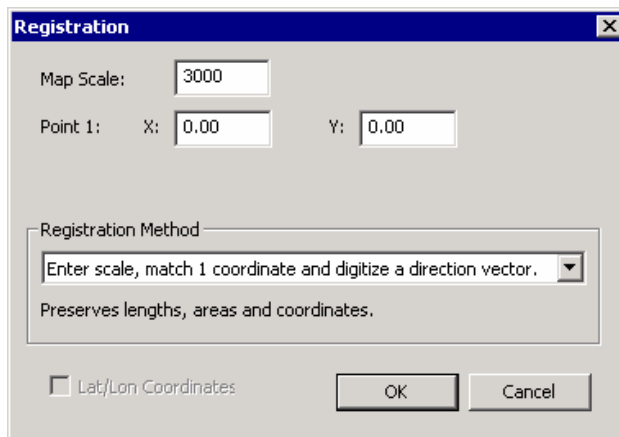 Registration
Map Scale: 3000
Point 1: X: 0.00 Y: 0.00
Registration Method
Enter scale, match 1 coordinate and digitize a direction vector.
Preserves lengths, areas and coordinates.
Lat/Lon Coordinates OK Cancel